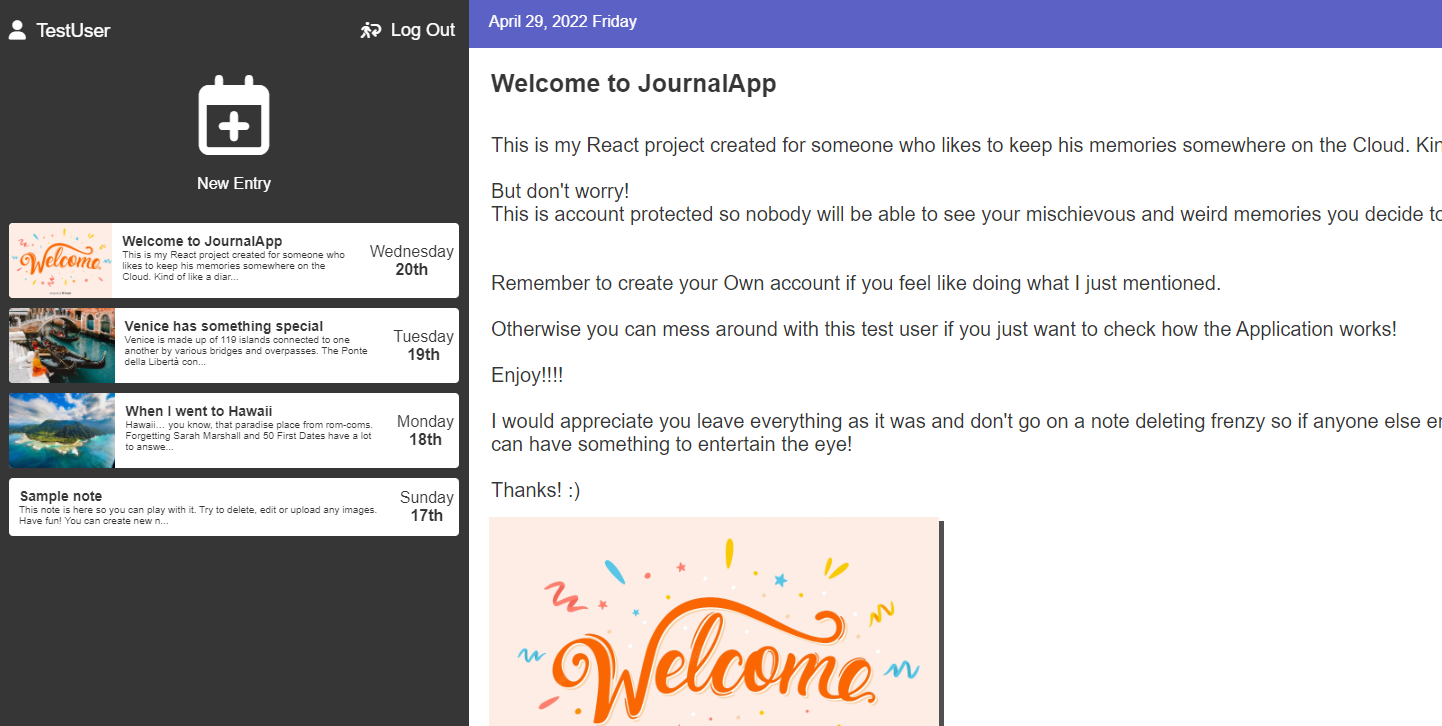 TestUser
Log Out
New Entry
Welcome
Welcome to JournalApp
This is my React project created for someone who
likes to keep his memories somewhere on the
Cloud. Kind of like a diar...
Wednesday
20th
Venice has something special
Venice is made up of 119 islands connected to one
another by various bridges and overpasses. The Ponte
della Libertà con...
Tuesday
19th
When I went to Hawaii
Hawaii… you know, that paradise place from rom-coms.
Forgetting Sarah Marshall and 50 First Dates have a lot
to answe...
Monday
18th
Sample note
This note is here so you can play with it. Try to delete, edit or upload any images.
Have fun! You can create new n...
Sunday
17th
April 29, 2022 Friday
Welcome to JournalApp
This is my React project created for someone who likes to keep his memories somewhere on the Cloud. Kin
But don't worry!
This is account protected so nobody will be able to see your mischievous and weird memories you decide to
Remember to create your Own account if you feel like doing what I just mentioned.
Otherwise you can mess around with this test user if you just want to check how the Application works!
Enjoy!!!!
I would appreciate you leave everything as it was and don't go on a note deleting frenzy so if anyone else en
can have something to entertain the eye!
Thanks! :)
Welcome